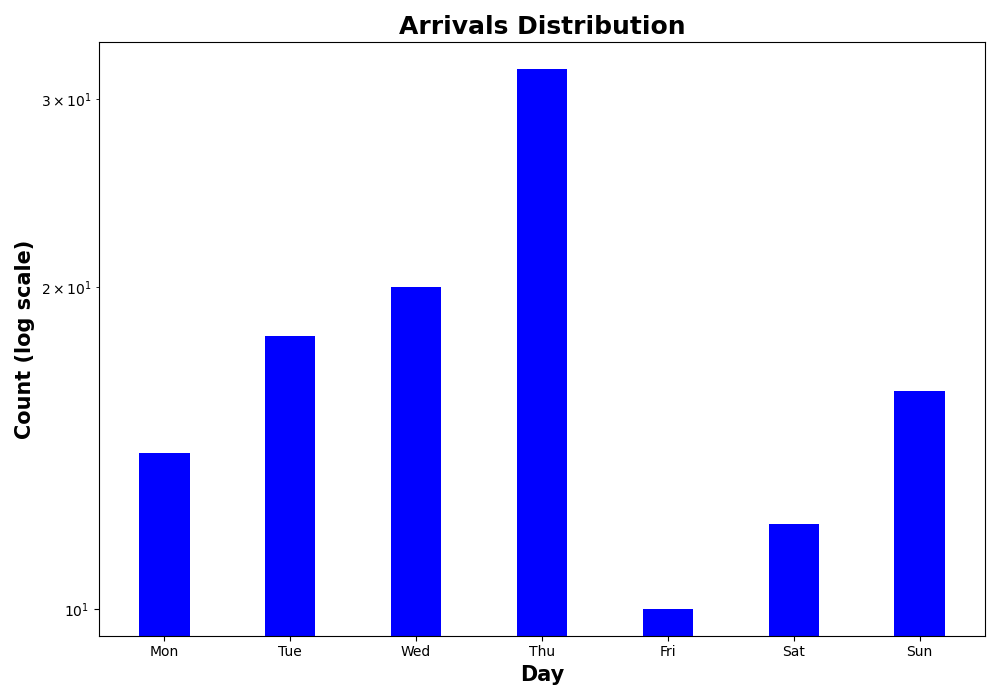 Arrivals Distribution
3 × 10¹
2 × 10¹
10¹
Count (log scale)
Mon Tue Wed Thu Fri Sat Sun
Day